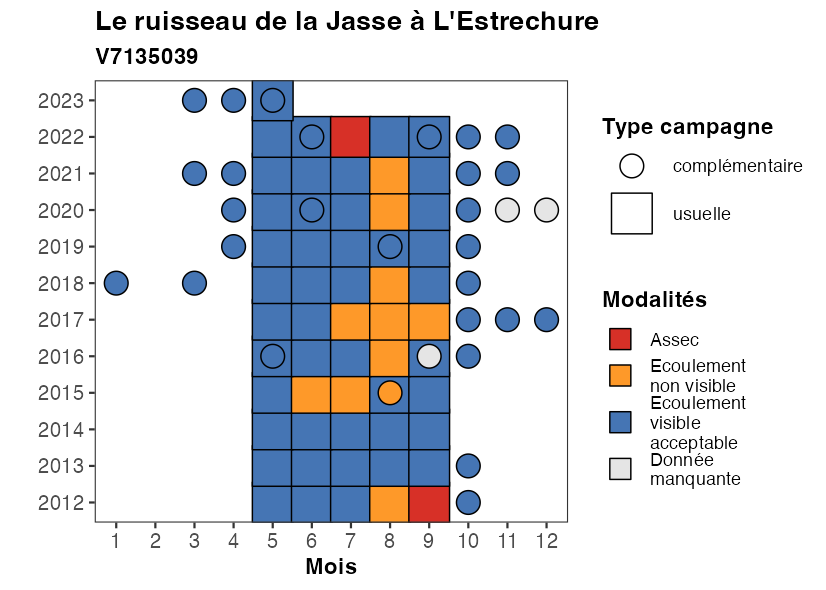 Le ruisseau de la Jasse à L'Estrechure
V7135039
2023
2022
2021
2020
2019
2018
2017
2016
2015
2014
2013
2012
1 2 3 4 5 6 7 8 9 10 11 12
Mois
Type campagne
complémentaire
usuelle
Modalités
Assec
Ecoulement
non visible
Ecoulement
visible
acceptable
Donnée
manquante